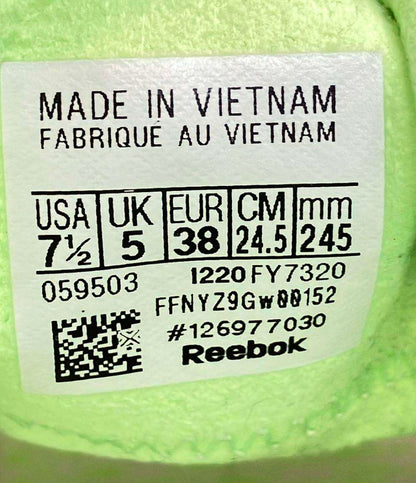 MADE IN VIETNAM
FABRIQUÉ AU VIETNAM
USA UK EUR CM mm
7½ 5 38 24.5 245
059503 1220 FY7320
FFNYZ9GW00152
#126977030
Reebok